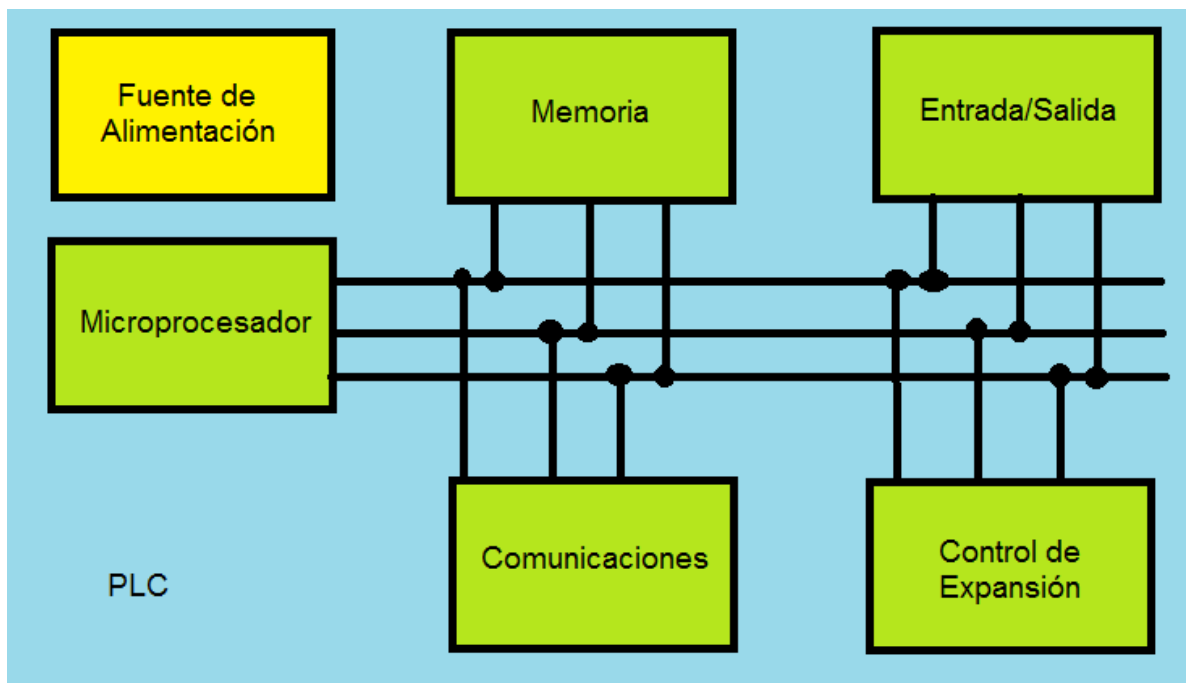 Fuente de
Alimentación
Memoria
Entrada/Salida
Microprocesador
Comunicaciones
Control de
Expansión
PLC